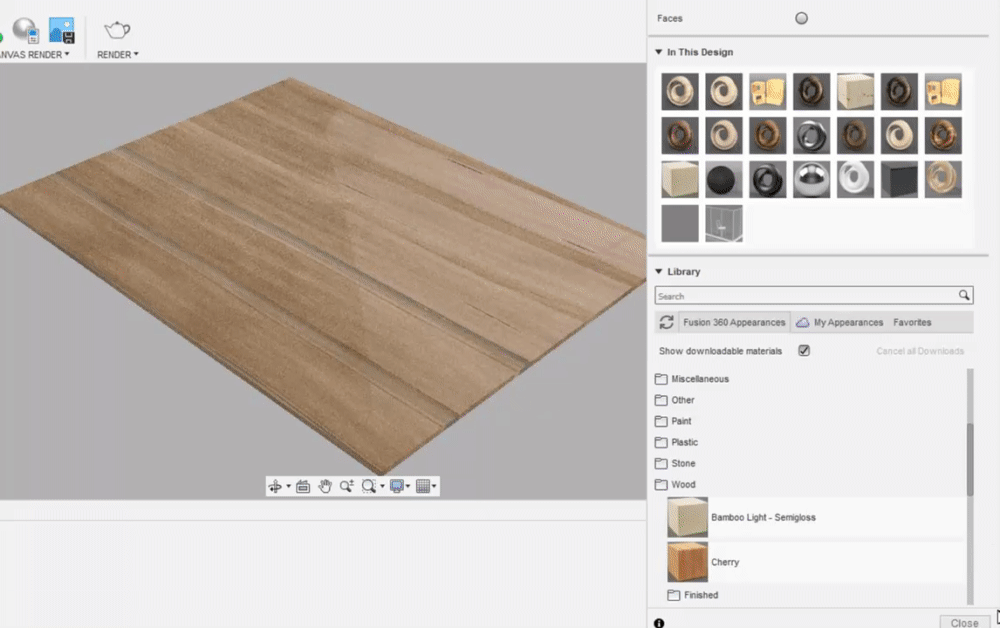 Faces
NVAS RENDER
RENDER
In This Design
Library
Search
Fusion 360 Appearances
My Appearances
Favorites
Show downloadable materials
Cancel all Downloads
Miscellaneous
Other
Paint
Plastic
Stone
Wood
Bamboo Light - Semigloss
Cherry
Finished
Close